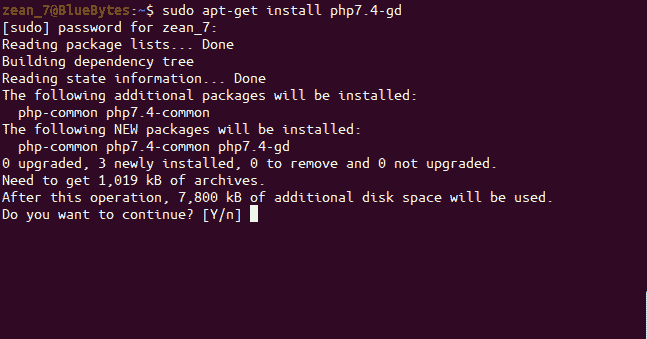 zean_7@BlueBytes:~$ sudo apt-get install php7.4-gd
[sudo] password for zean_7:
Reading package lists... Done
Building dependency tree
Reading state information... Done
The following additional packages will be installed:
  php-common php7.4-common
The following NEW packages will be installed:
  php-common php7.4-common php7.4-gd
0 upgraded, 3 newly installed, 0 to remove and 0 not upgraded.
Need to get 1,019 kB of archives.
After this operation, 7,800 kB of additional disk space will be used.
Do you want to continue? [Y/n]